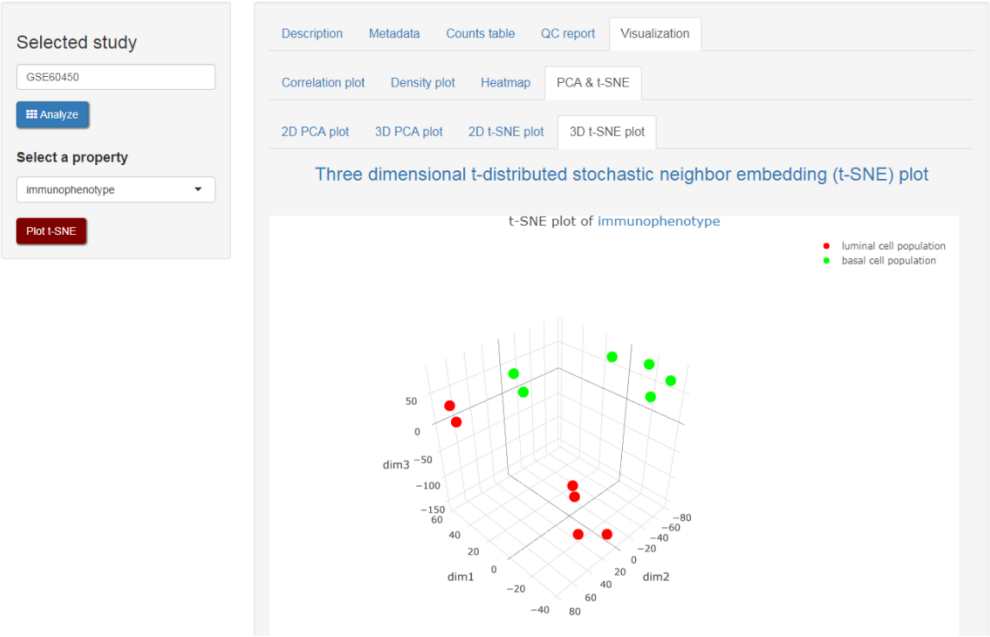 Selected study
GSE60450
Analyze
Select a property
immunophenotype
Plot t-SNE
Description Metadata Counts table QC report Visualization
Correlation plot Density plot Heatmap PCA & t-SNE
2D PCA plot 3D PCA plot 2D t-SNE plot 3D t-SNE plot
Three dimensional t-distributed stochastic neighbor embedding (t-SNE) plot
t-SNE plot of immunophenotype
luminal cell population
basal cell population
50
0
−50
−100
−150
dim3
60
40
20
0
−20
−40
dim1
−80
−60
−40
−20
0
20
40
60
80
dim2